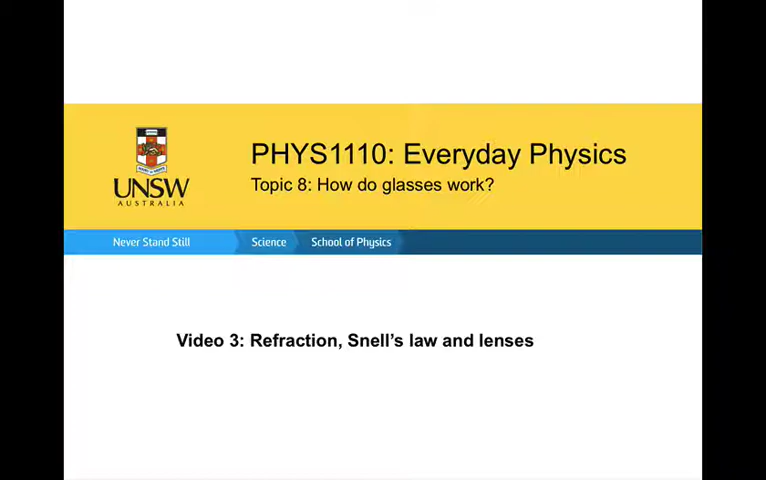 PHYS1110: Everyday Physics
Topic 8: How do glasses work?
UNSW
AUSTRALIA
Never Stand Still
Science
School of Physics
Video 3: Refraction, Snell's law and lenses